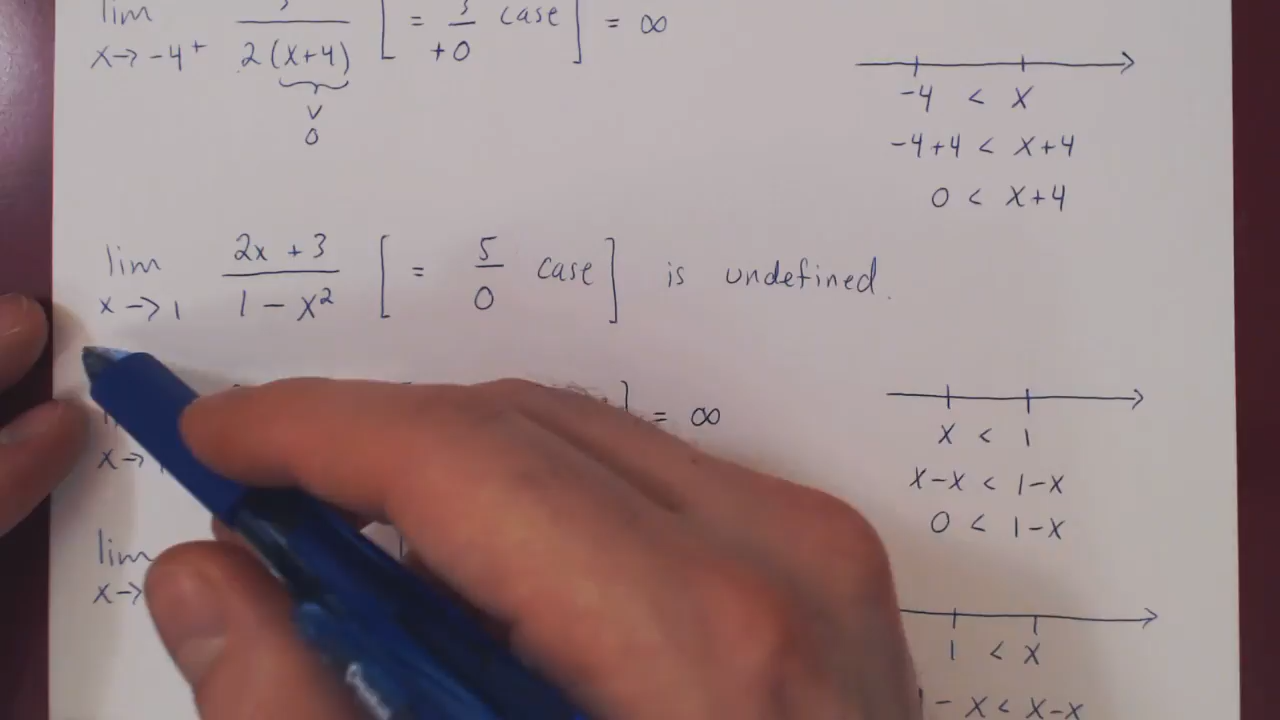 lim 3 [ = 3 case ] = ∞
x → -4⁺ 2(x+4) +0
v
0
-4 < x
-4+4 < x+4
0 < x+4
lim 2x + 3 [ = 5 case ] is undefined.
x → 1 1 - x² 0
] = ∞
x →
x < 1
x-x < 1-x
0 < 1-x
lim
x →
1 < x
- x < x-x